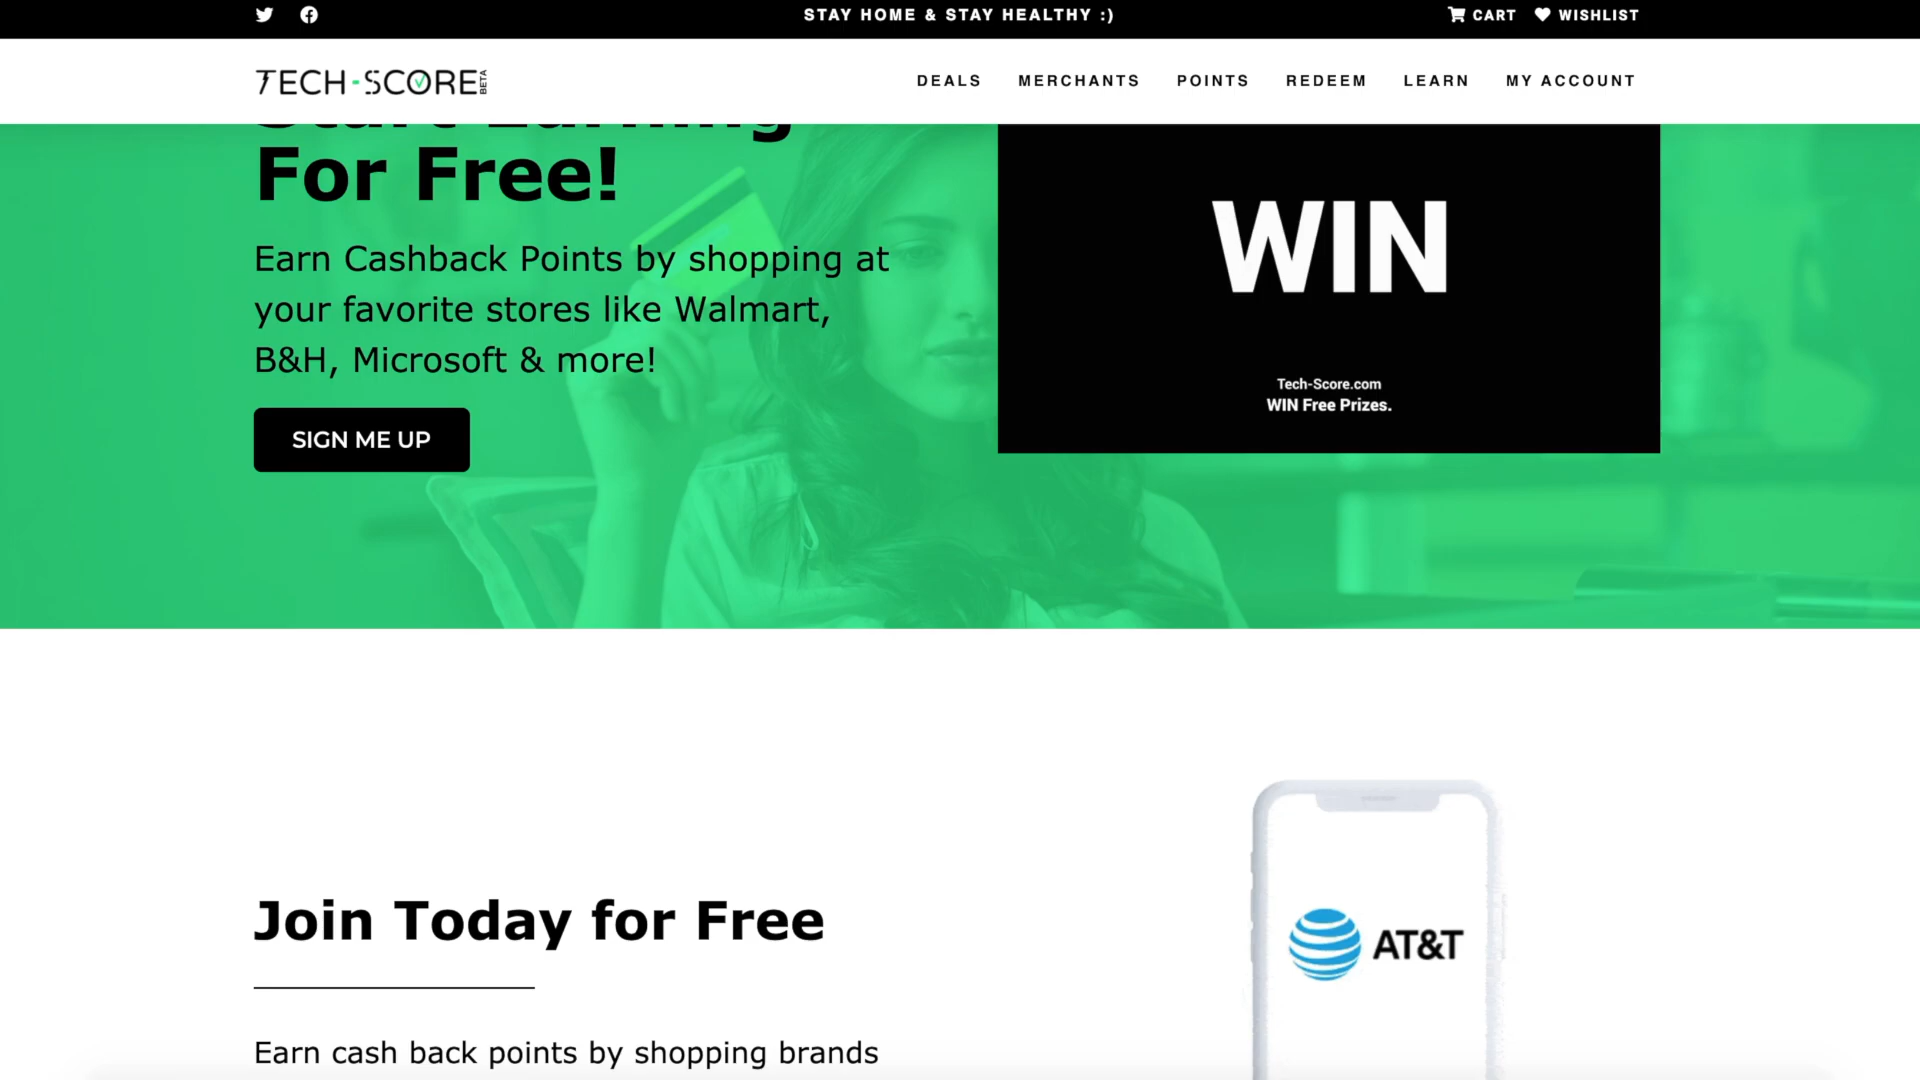 STAY HOME & STAY HEALTHY :)
CART
WISHLIST
TECH-SCORE BETA
DEALS
MERCHANTS
POINTS
REDEEM
LEARN
MY ACCOUNT
Start Earning
For Free!
Earn Cashback Points by shopping at
your favorite stores like Walmart,
B&H, Microsoft & more!
SIGN ME UP
WIN
Tech-Score.com
WIN Free Prizes.
Join Today for Free
Earn cash back points by shopping brands
AT&T